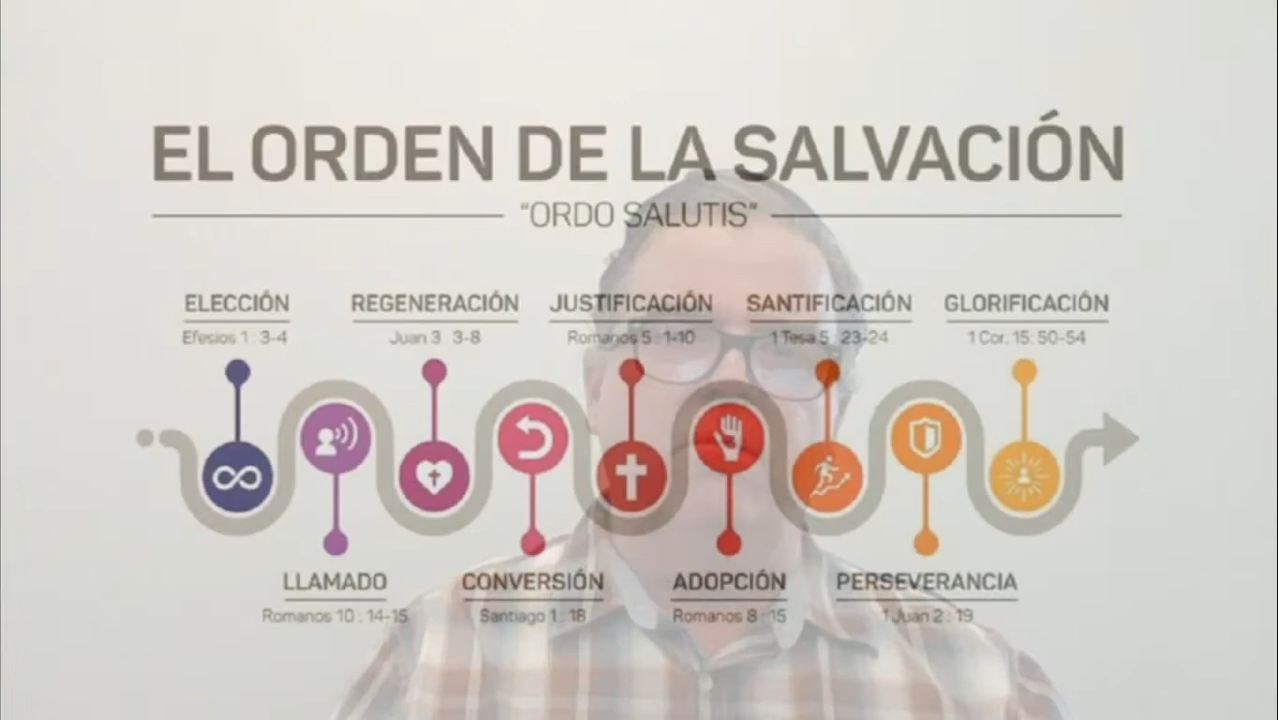 EL ORDEN DE LA SALVACIÓN
"ORDO SALUTIS"
ELECCIÓN
Efesios 1 : 3-4
REGENERACIÓN
Juan 3 : 3-8
JUSTIFICACIÓN
Romanos 5 : 1-10
SANTIFICACIÓN
1 Tesa 5 : 23-24
GLORIFICACIÓN
1 Cor. 15: 50-54
LLAMADO
Romanos 10 : 14-15
CONVERSIÓN
Santiago 1 : 18
ADOPCIÓN
Romanos 8 : 15
PERSEVERANCIA
1 Juan 2 : 19